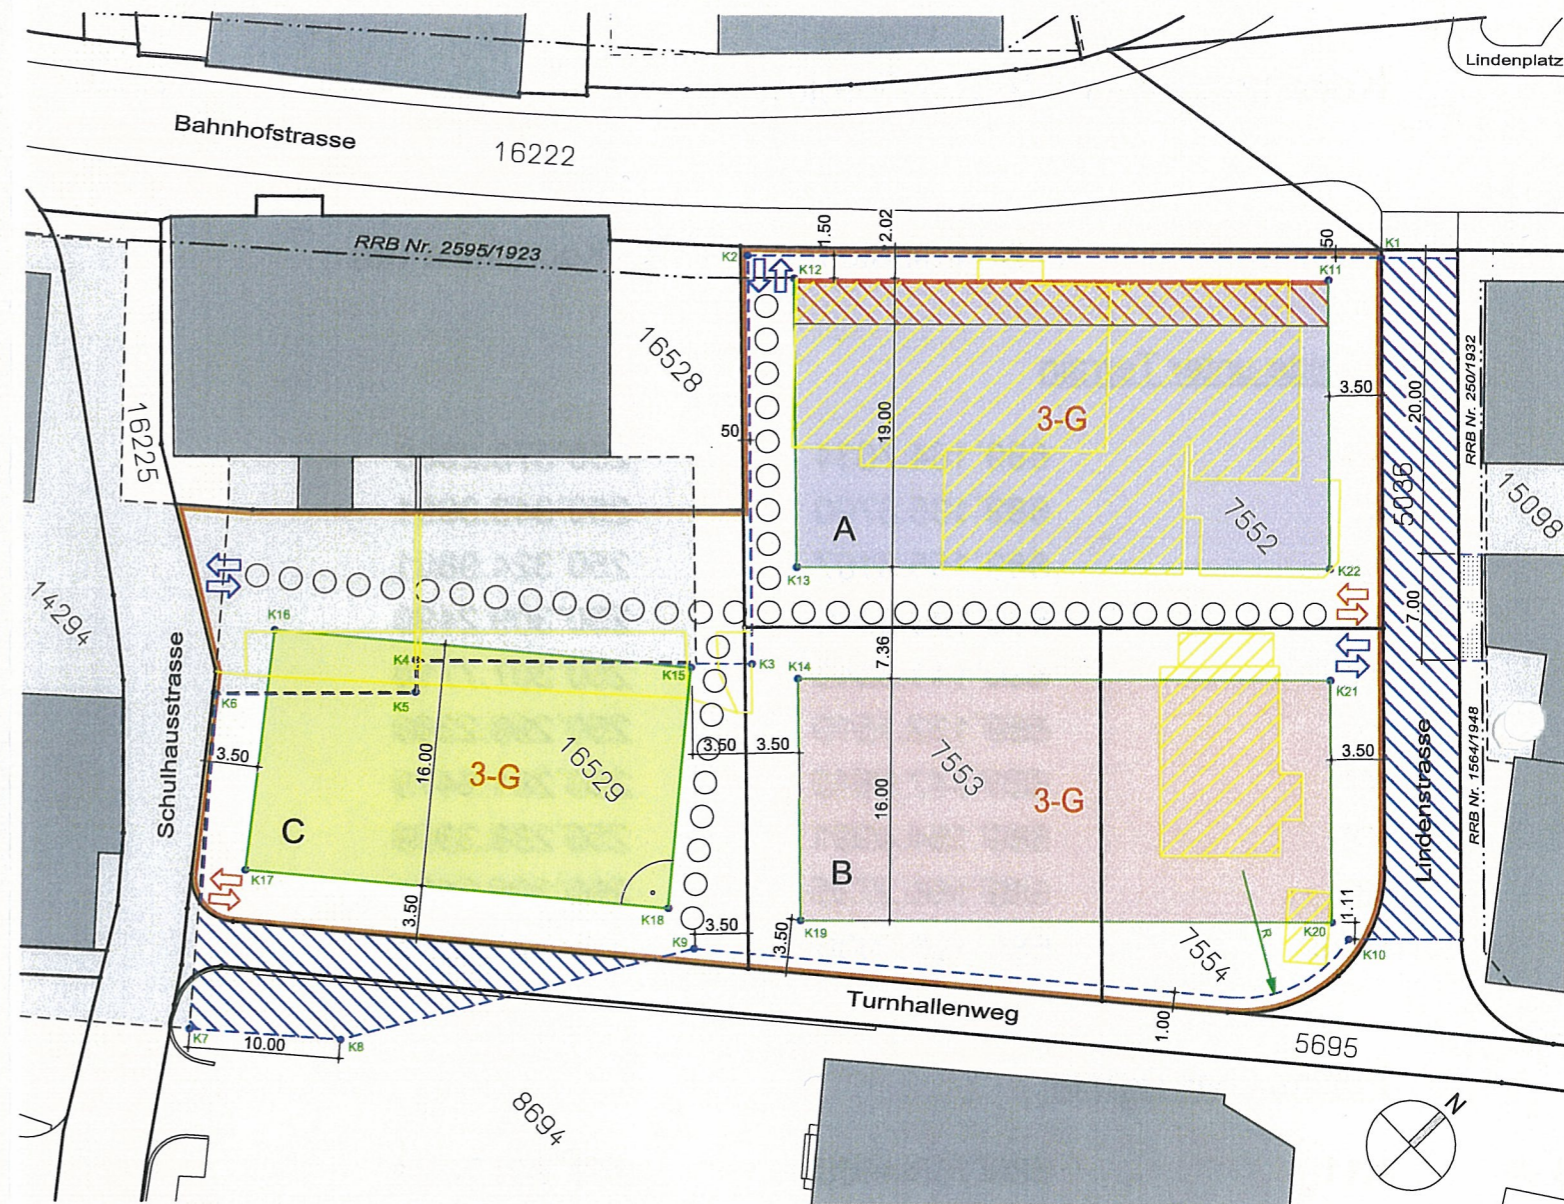 Lindenplatz
Bahnhofstrasse
16222
RRB Nr. 2595/1923
1.50
2.02
50
K1
K2
K12
K11
16528
16225
50
19.00
3-G
3.50
20.00
RRB Nr. 250/1932
5036
15098
7552
A
K13
K22
14294
K16
7.00
7.36
K4
K15
K3
K14
K21
K6
K5
Schulhausstrasse
3.50
16.00
3-G
16529
3.50
3.50
7553
16.00
3-G
3.50
Lindenstrasse
RRB Nr. 1564/1948
C
B
K17
K18
3.50
K9
3.50
3.50
K19
K20
1.11
R
K10
7554
Turnhallenweg
1.00
5695
K7
10.00
K8
8694
N